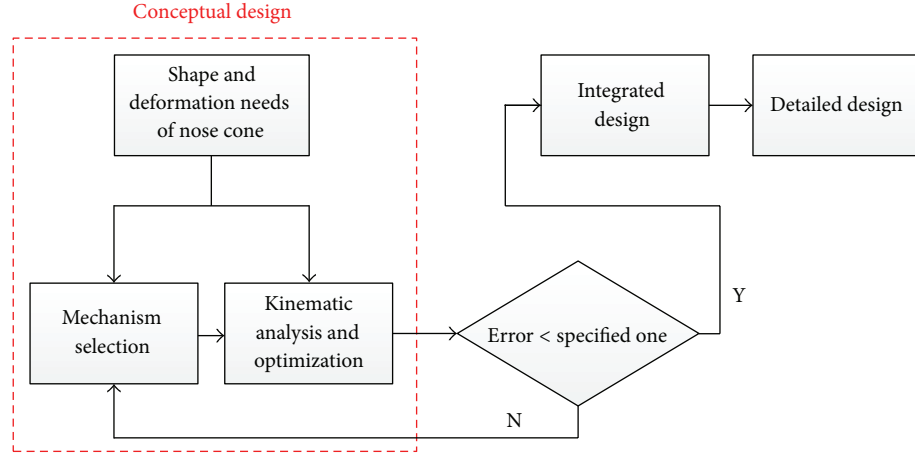 Conceptual design
Shape and
deformation needs
of nose cone
Integrated
design
Detailed design
Mechanism
selection
Kinematic
analysis and
optimization
Error < specified one
Y
N